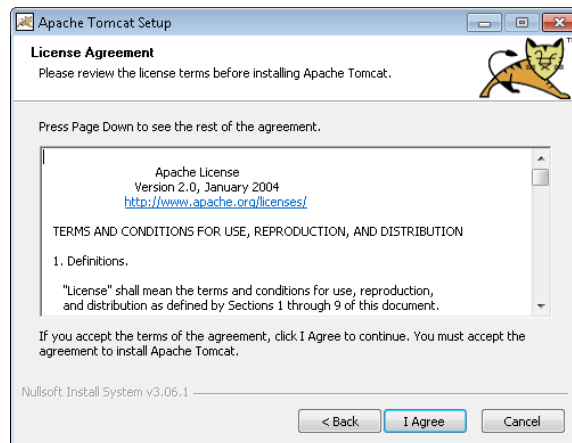 Apache Tomcat Setup
License Agreement
Please review the license terms before installing Apache Tomcat.
TM
Press Page Down to see the rest of the agreement.
Apache License
Version 2.0, January 2004
http://www.apache.org/licenses/
TERMS AND CONDITIONS FOR USE, REPRODUCTION, AND DISTRIBUTION
1. Definitions.
"License" shall mean the terms and conditions for use, reproduction,
and distribution as defined by Sections 1 through 9 of this document.
If you accept the terms of the agreement, click I Agree to continue. You must accept the
agreement to install Apache Tomcat.
Nullsoft Install System v3.06.1
< Back
I Agree
Cancel